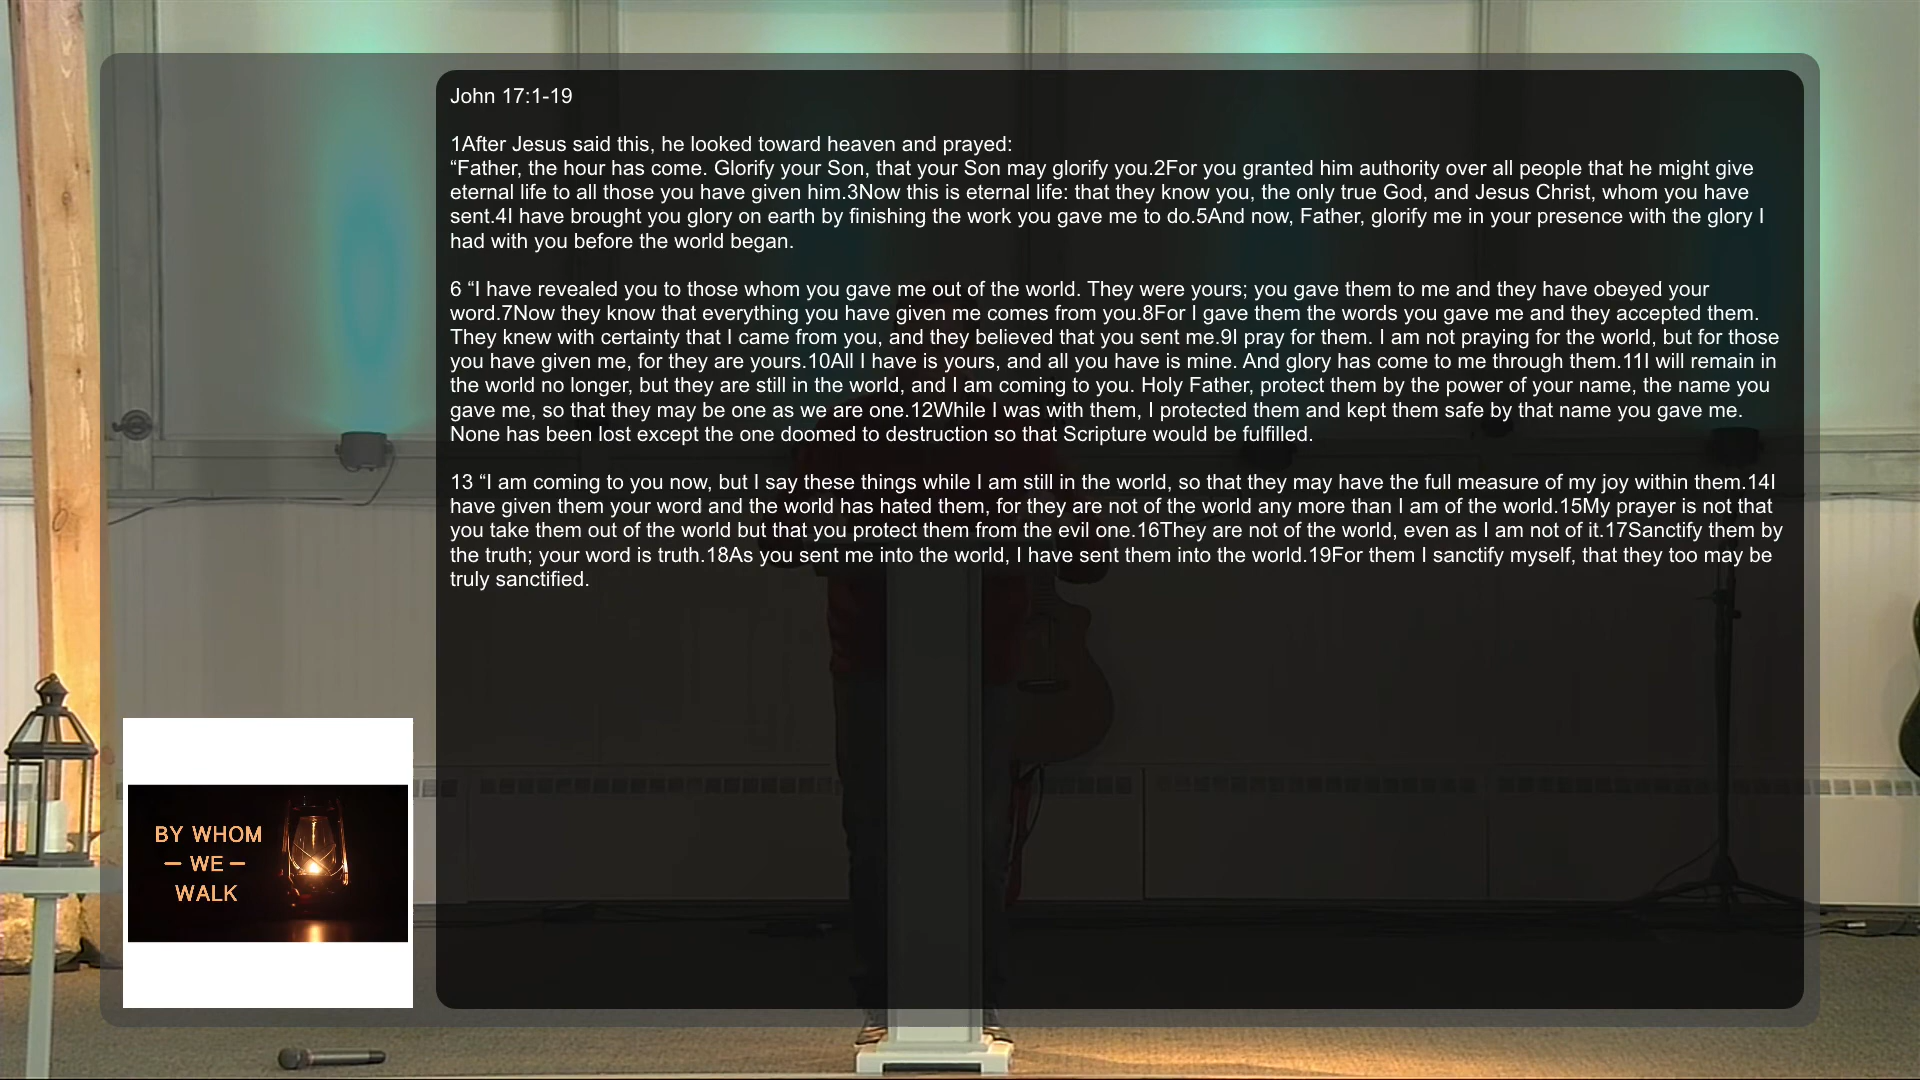 John 17:1-19
1After Jesus said this, he looked toward heaven and prayed:
“Father, the hour has come. Glorify your Son, that your Son may glorify you.2For you granted him authority over all people that he might give
eternal life to all those you have given him.3Now this is eternal life: that they know you, the only true God, and Jesus Christ, whom you have
sent.4I have brought you glory on earth by finishing the work you gave me to do.5And now, Father, glorify me in your presence with the glory I
had with you before the world began.
6 “I have revealed you to those whom you gave me out of the world. They were yours; you gave them to me and they have obeyed your
word.7Now they know that everything you have given me comes from you.8For I gave them the words you gave me and they accepted them.
They knew with certainty that I came from you, and they believed that you sent me.9I pray for them. I am not praying for the world, but for those
you have given me, for they are yours.10All I have is yours, and all you have is mine. And glory has come to me through them.11I will remain in
the world no longer, but they are still in the world, and I am coming to you. Holy Father, protect them by the power of your name, the name you
gave me, so that they may be one as we are one.12While I was with them, I protected them and kept them safe by that name you gave me.
None has been lost except the one doomed to destruction so that Scripture would be fulfilled.
13 “I am coming to you now, but I say these things while I am still in the world, so that they may have the full measure of my joy within them.14I
have given them your word and the world has hated them, for they are not of the world any more than I am of the world.15My prayer is not that
you take them out of the world but that you protect them from the evil one.16They are not of the world, even as I am not of it.17Sanctify them by
the truth; your word is truth.18As you sent me into the world, I have sent them into the world.19For them I sanctify myself, that they too may be
truly sanctified.
BY WHOM
— WE —
WALK